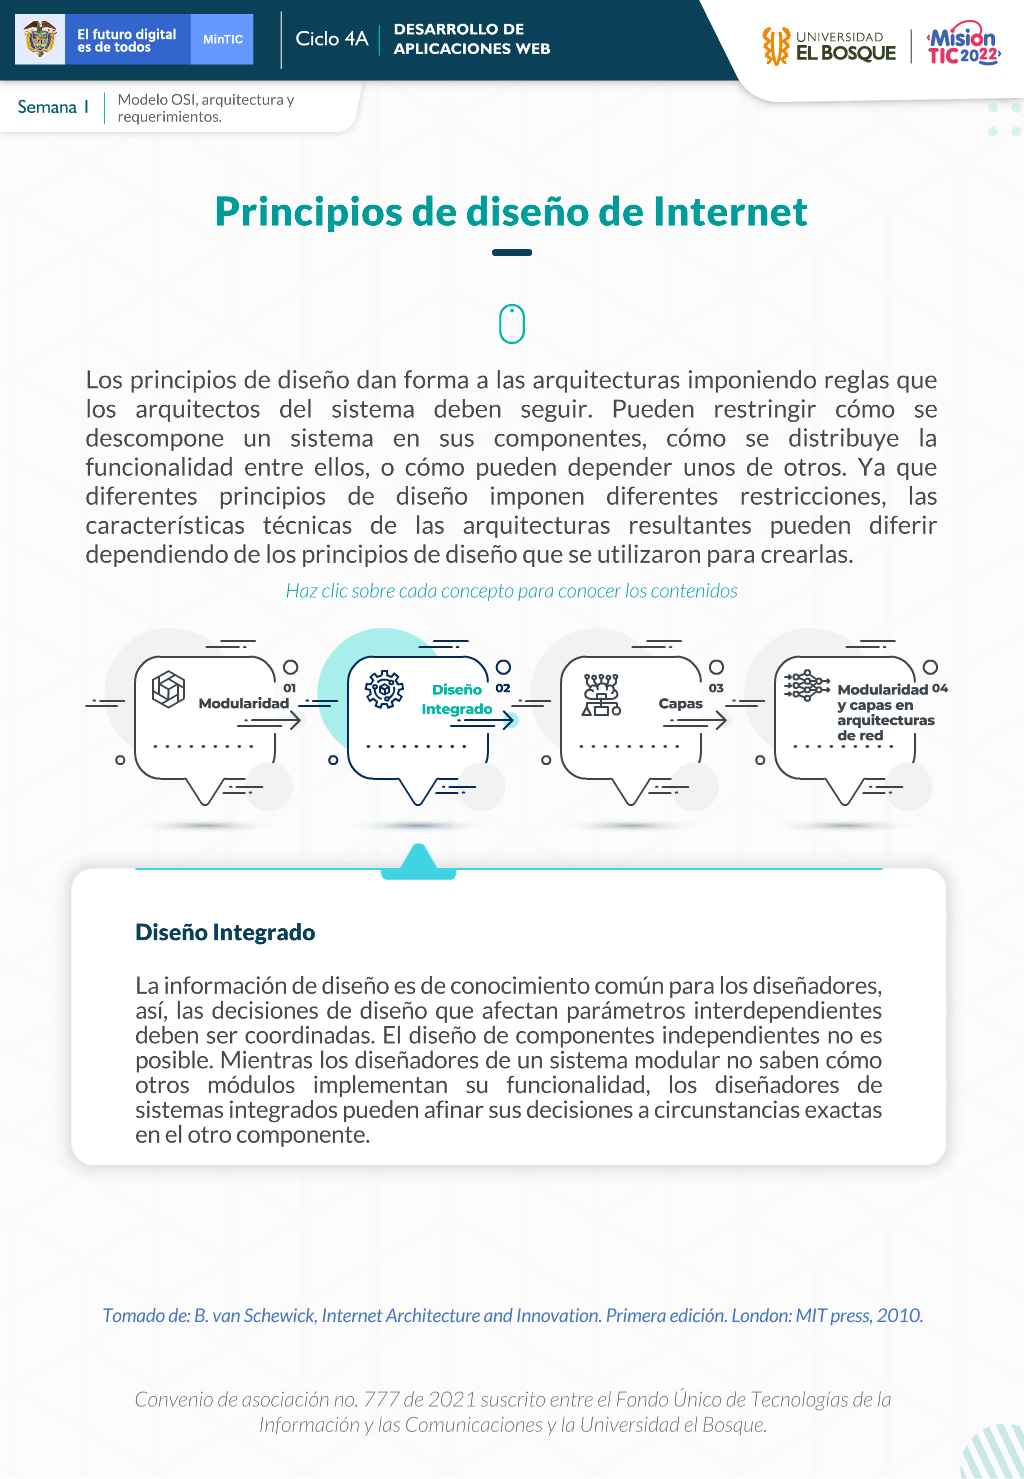 El futuro digital
es de todos
MinTIC
Ciclo 4A
DESARROLLO DE
APLICACIONES WEB
UNIVERSIDAD
EL BOSQUE
Misión
TIC 2022
Semana 1
Modelo OSI, arquitectura y
requerimientos.
Principios de diseño de Internet
Los principios de diseño dan forma a las arquitecturas imponiendo reglas que
los arquitectos del sistema deben seguir. Pueden restringir cómo se
descompone un sistema en sus componentes, cómo se distribuye la
funcionalidad entre ellos, o cómo pueden depender unos de otros. Ya que
diferentes principios de diseño imponen diferentes restricciones, las
características técnicas de las arquitecturas resultantes pueden diferir
dependiendo de los principios de diseño que se utilizaron para crearlas.
Haz clic sobre cada concepto para conocer los contenidos
01
Modularidad
02
Diseño
Integrado
03
Capas
04
Modularidad
y capas en
arquitecturas
de red
Diseño Integrado
La información de diseño es de conocimiento común para los diseñadores,
así, las decisiones de diseño que afectan parámetros interdependientes
deben ser coordinadas. El diseño de componentes independientes no es
posible. Mientras los diseñadores de un sistema modular no saben cómo
otros módulos implementan su funcionalidad, los diseñadores de
sistemas integrados pueden afinar sus decisiones a circunstancias exactas
en el otro componente.
Tomado de: B. van Schewick, Internet Architecture and Innovation. Primera edición. London: MIT press, 2010.
Convenio de asociación no. 777 de 2021 suscrito entre el Fondo Único de Tecnologías de la
Información y las Comunicaciones y la Universidad el Bosque.